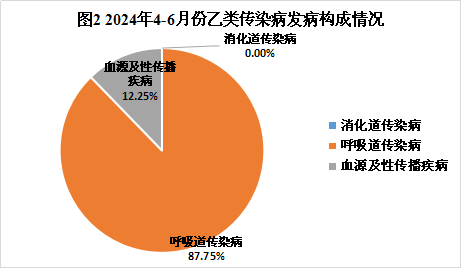 图2 2024年4-6月份乙类传染病发病构成情况
消化道传染病
0.00%
血源及性传播
疾病
12.25%
消化道传染病
呼吸道传染病
血源及性传播疾病
呼吸道传染病
87.75%